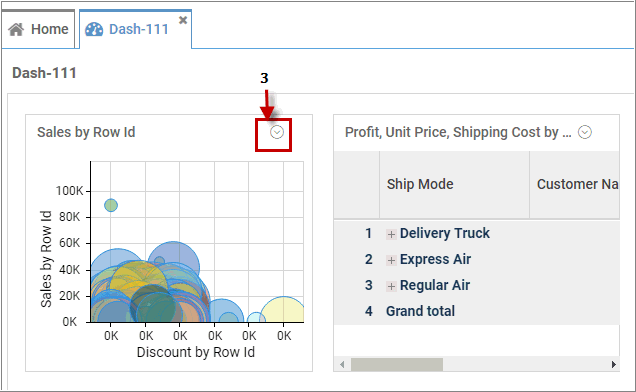 Home
Dash-111
Dash-111
3
Sales by Row Id
100K
80K
60K
40K
20K
0K
Sales by Row Id
0K 0K 0K 0K 0K 0K
Discount by Row Id
Profit, Unit Price, Shipping Cost by ...
Ship Mode Customer Na
1 Delivery Truck
2 Express Air
3 Regular Air
4 Grand total